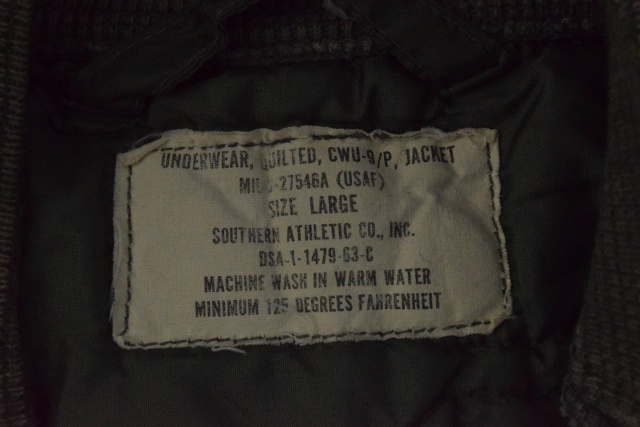 UNDERWEAR, QUILTED, CWU-9/P, JACKET
MIL-J-27546A (USAF)
SIZE LARGE
SOUTHERN ATHLETIC CO., INC.
DSA-1-1479-63-C
MACHINE WASH IN WARM WATER
MINIMUM 125 DEGREES FAHRENHEIT